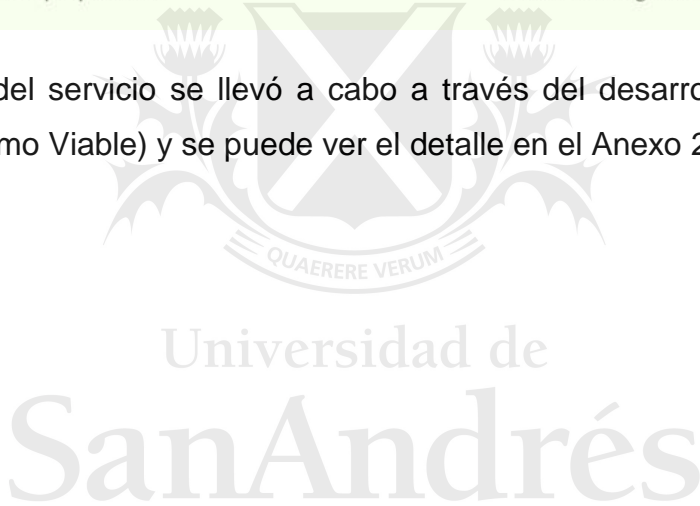 del servicio se llevó a cabo a través del desarro
mo Viable) y se puede ver el detalle en el Anexo 2
QUAERERE VERUM
Universidad de
SanAndrés